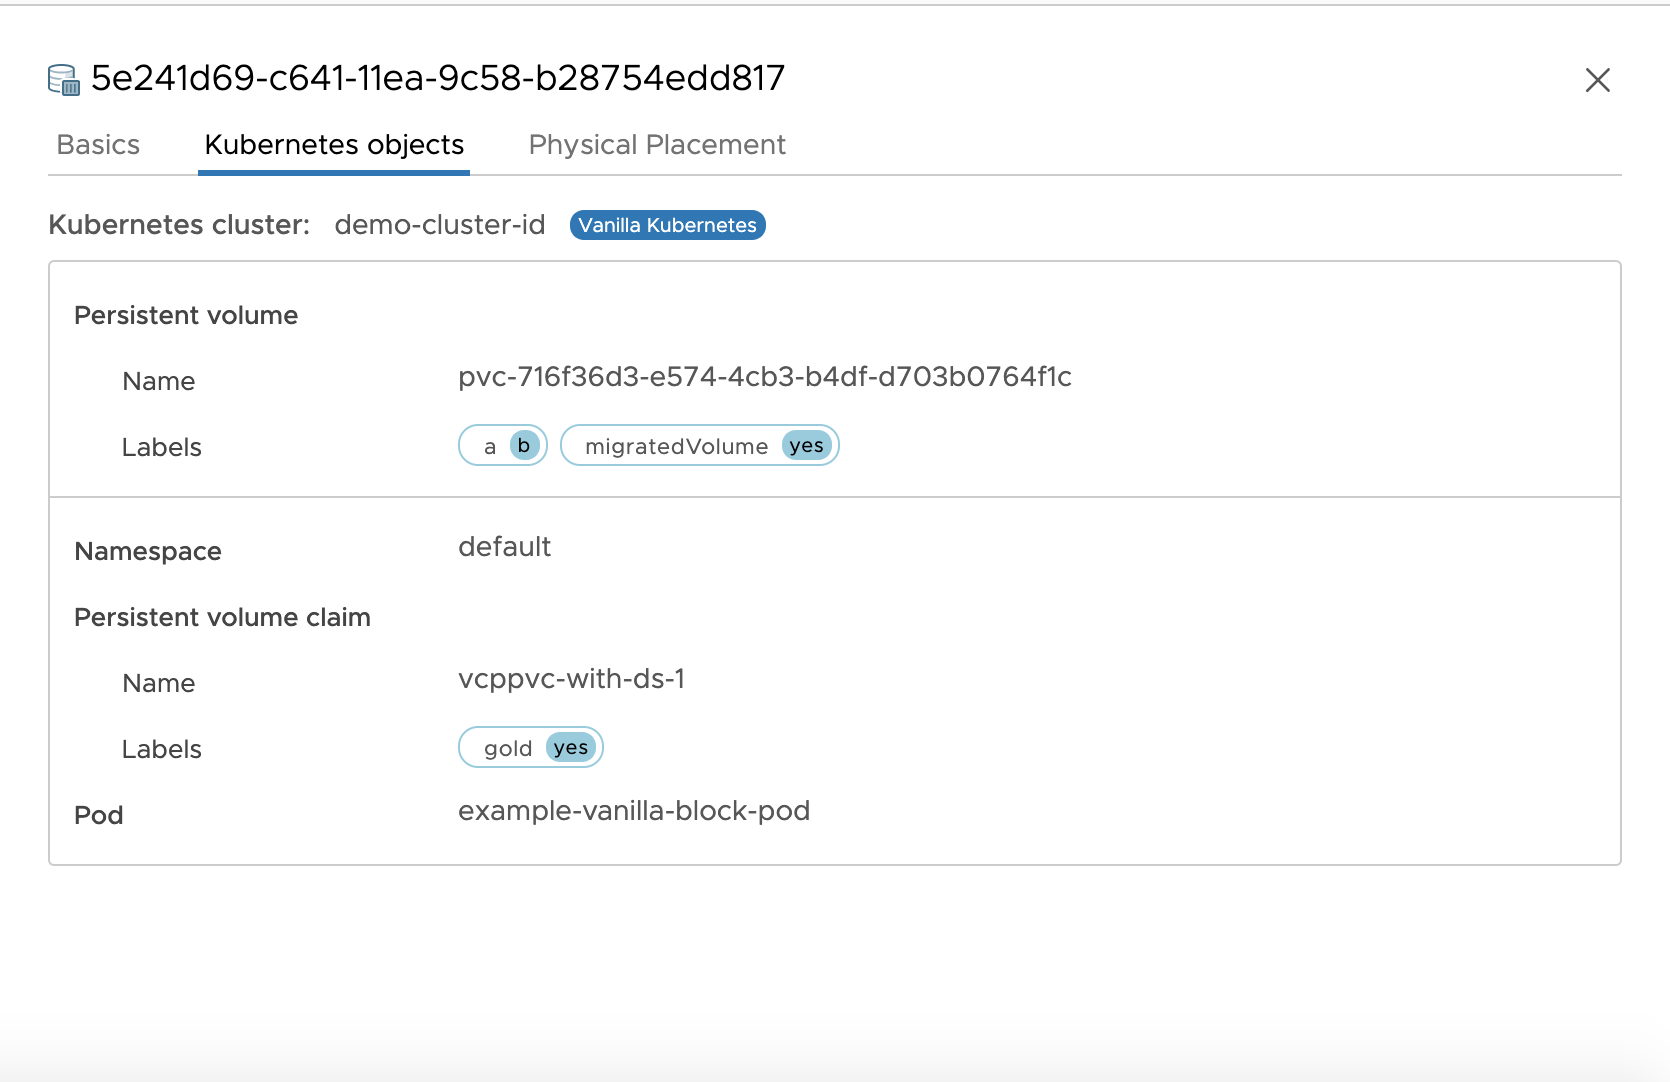 5e241d69-c641-11ea-9c58-b28754edd817
Basics Kubernetes objects Physical Placement
Kubernetes cluster: demo-cluster-id Vanilla Kubernetes
Persistent volume
Name pvc-716f36d3-e574-4cb3-b4df-d703b0764f1c
Labels a b migratedVolume yes
Namespace default
Persistent volume claim
Name vcppvc-with-ds-1
Labels gold yes
Pod example-vanilla-block-pod